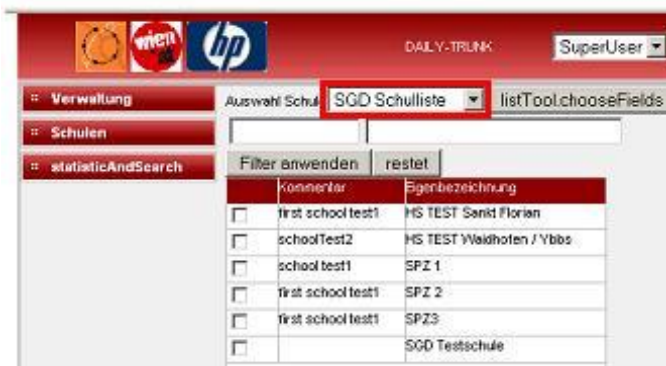 wien
hp
DAILY-TRUNK SuperUser
Verwaltung
Auswahl Schul SGD Schulliste listTool.chooseFields
Schulen
statisticAndSearch
Filter anwenden restet
Kommentar Eigenbezeichnung
first school test1 HS TEST Sankt Florian
schoolTest2 HS TEST Waidhofen / Ybbs
school test1 SPZ 1
first school test1 SPZ 2
first school test1 SPZ3
SGD Testschule